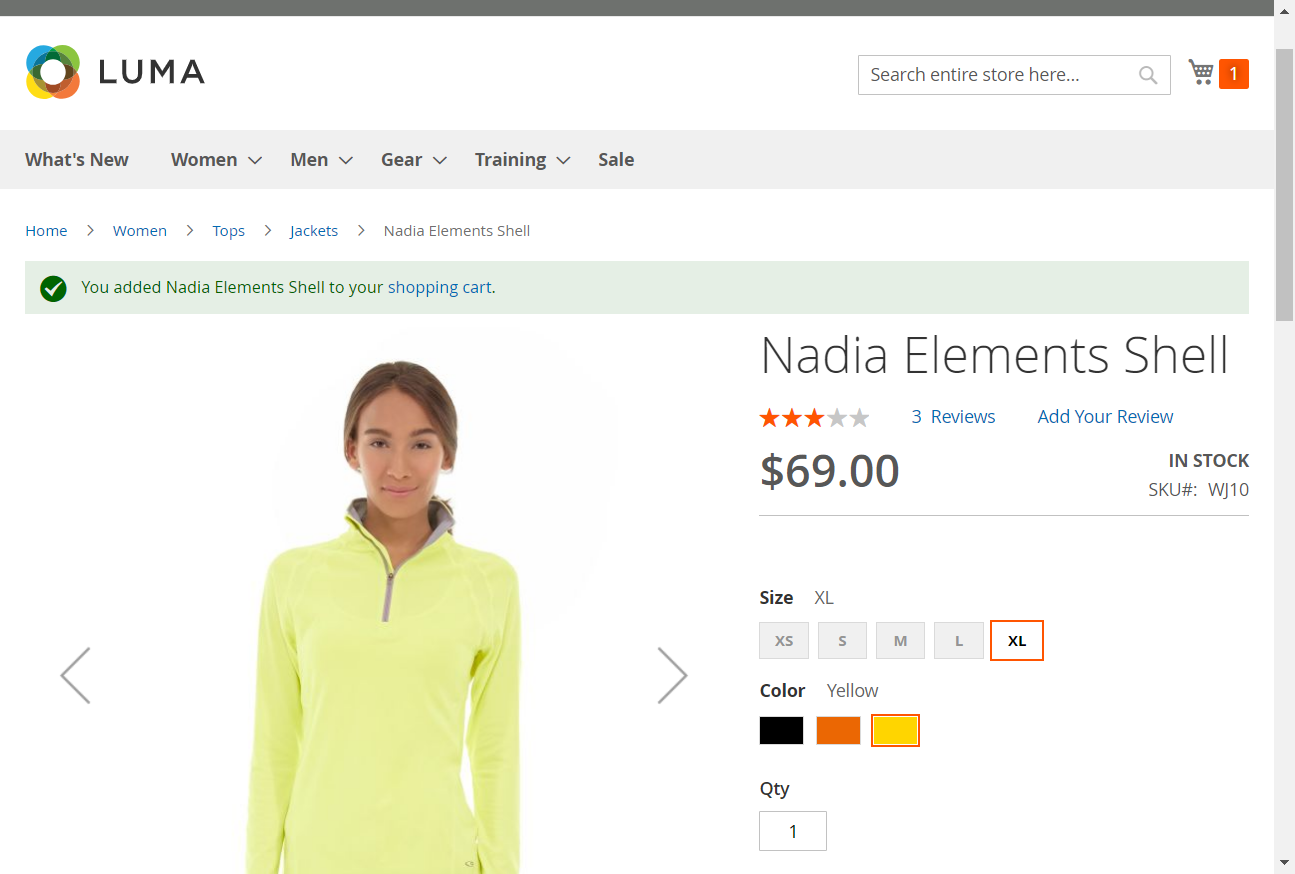 LUMA
Search entire store here...
1
What's New Women Men Gear Training Sale
Home Women Tops Jackets Nadia Elements Shell
You added Nadia Elements Shell to your shopping cart.
Nadia Elements Shell
3 Reviews Add Your Review
$69.00
IN STOCK
SKU#: WJ10
Size XL
XS S M L XL
Color Yellow
Qty
1